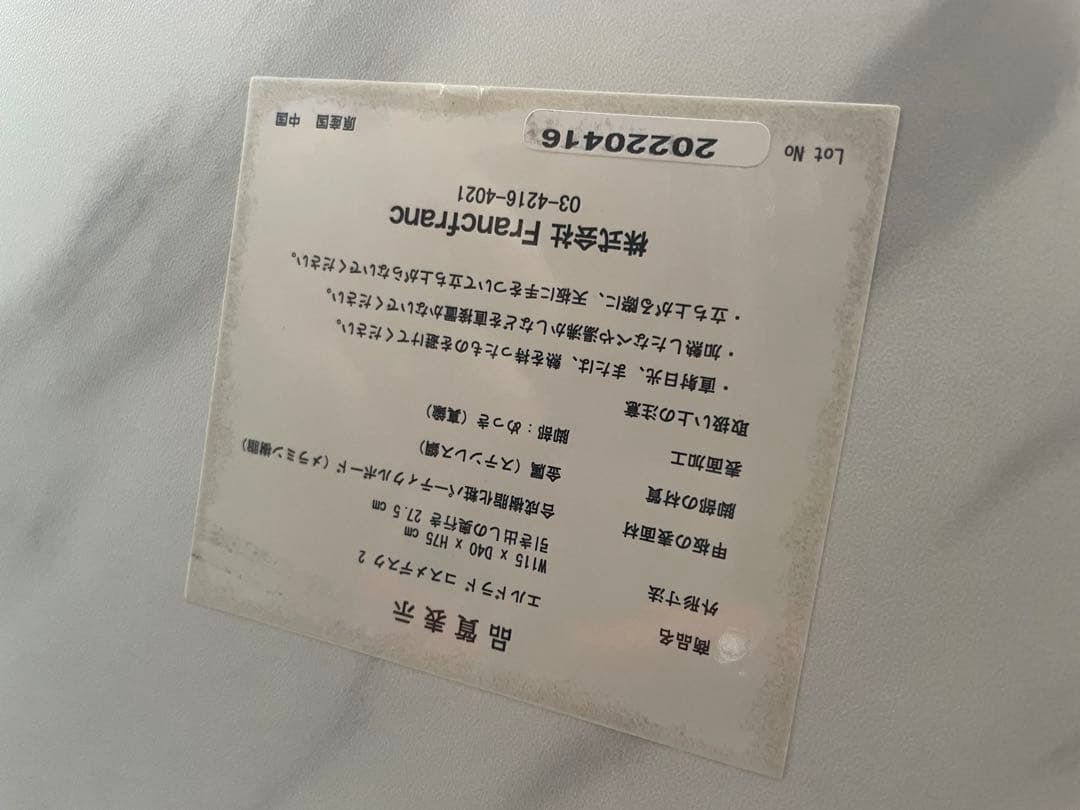 品質表示
商品名 エルドラド コスメデスク 2
外形寸法 W115 x D40 x H75 cm
引き出しの奥行き 27.5 cm
甲板の表面材 合成樹脂化粧パーティクルボード（メラミン樹脂）
脚部の材質 金属（ステンレス鋼）
表面加工 脚部：めっき（真鍮）
取扱い上の注意
・直射日光、または、熱を持ったものを避けてください。
・加熱したなべや湯沸かしなどを直接置かないでください。
・立ち上がる際に、天板に手をついて立ち上がらないでください。
株式会社 Francfranc
03-4216-4021
Lot No 20220416 原産国 中国